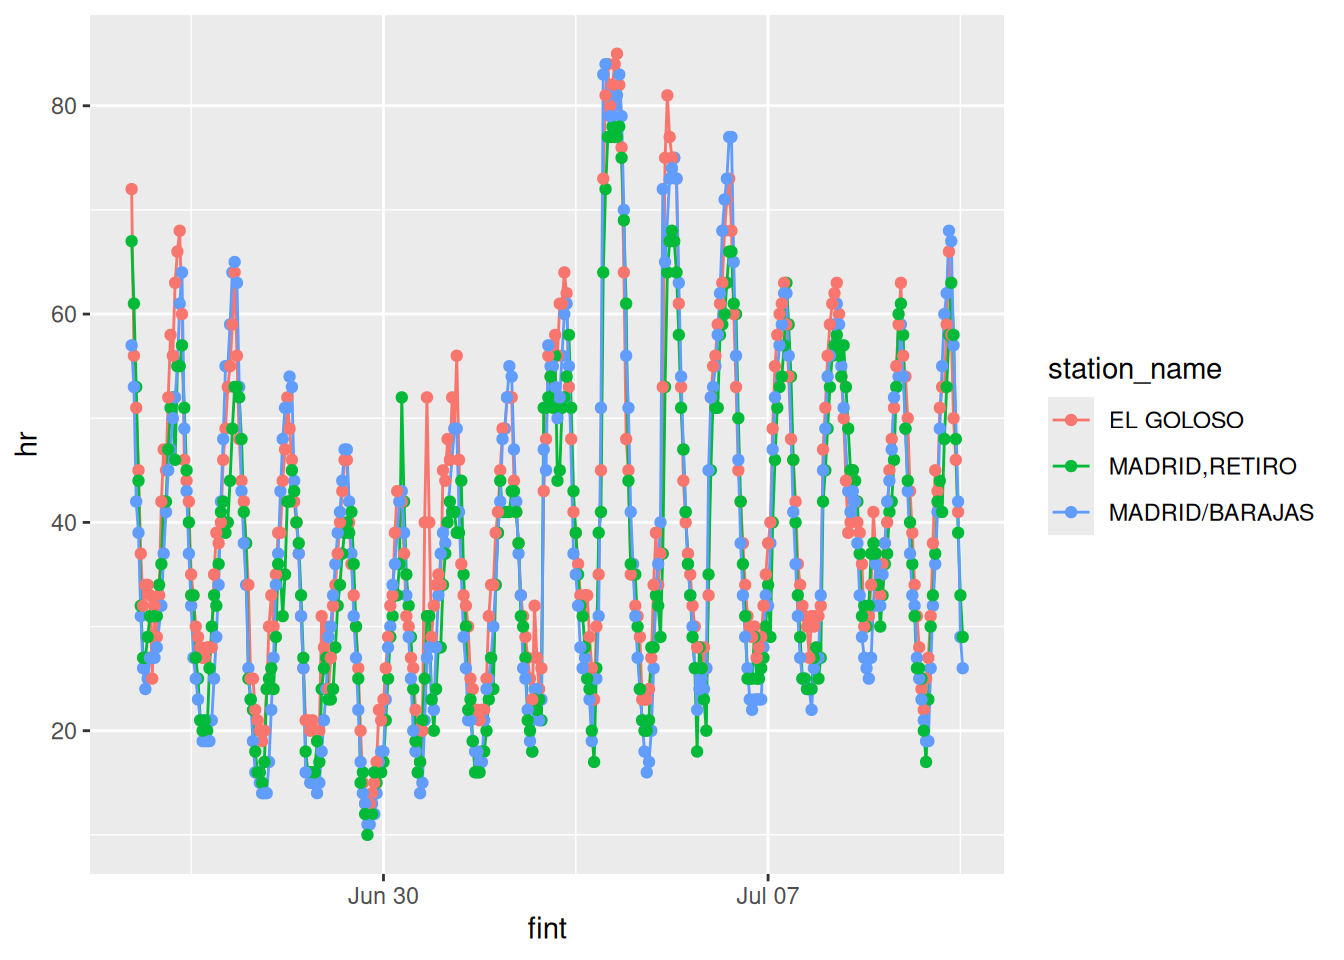 80
60
40
20
hr
Jun 30
Jul 07
fint
station_name
EL GOLOSO
MADRID,RETIRO
MADRID/BARAJAS